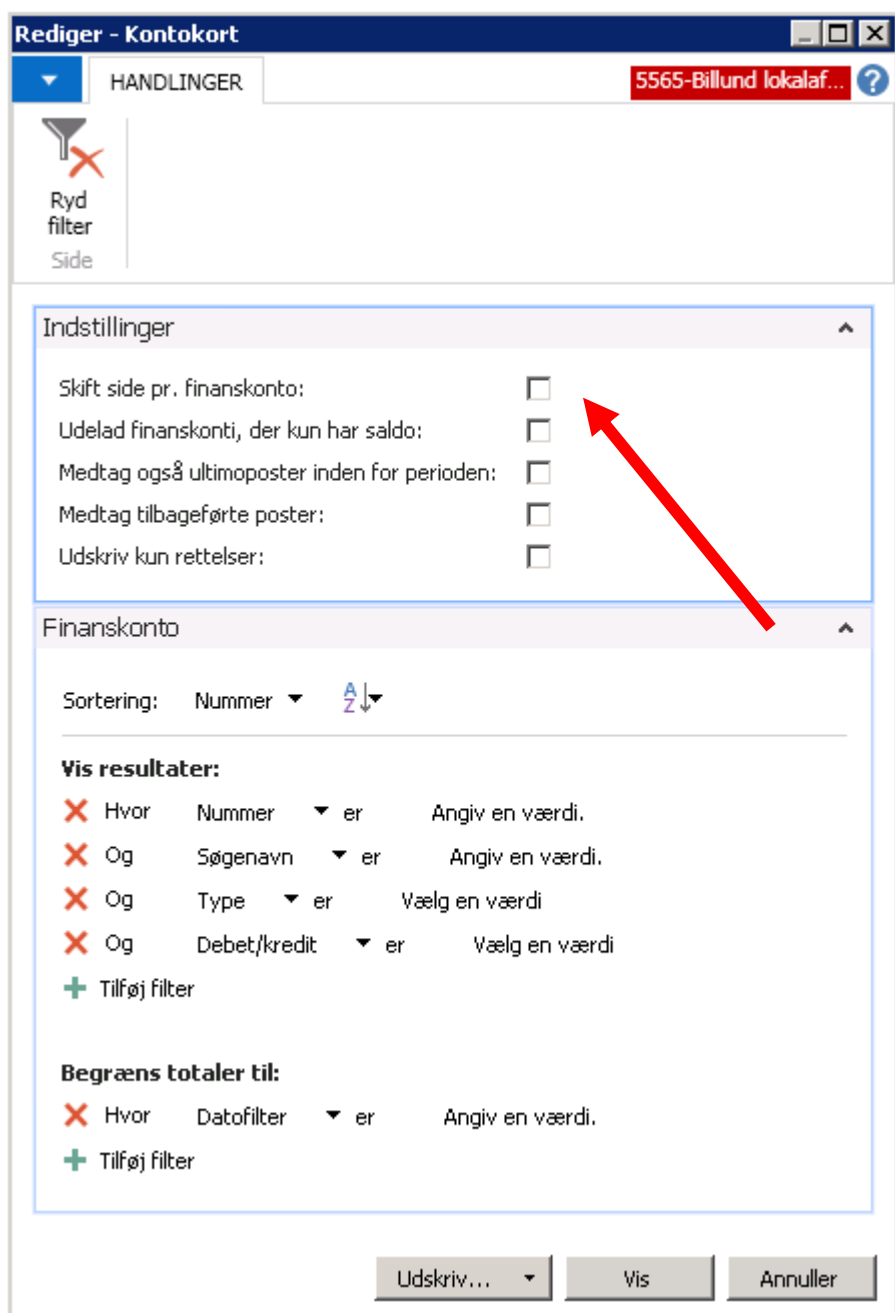 Rediger - Kontokort
HANDLINGER
5565-Billund lokalaf...
Ryd
filter
Side
Indstillinger
Skift side pr. finanskonto:
Udelad finanskonti, der kun har saldo:
Medtag også ultimoposter inden for perioden:
Medtag tilbageførte poster:
Udskriv kun rettelser:
Finanskonto
Sortering: Nummer
Vis resultater:
Hvor Nummer er Angiv en værdi.
Og Søgenavn er Angiv en værdi.
Og Type er Vælg en værdi
Og Debet/kredit er Vælg en værdi
Tilføj filter
Begræns totaler til:
Hvor Datofilter er Angiv en værdi.
Tilføj filter
Udskriv... Vis Annuller